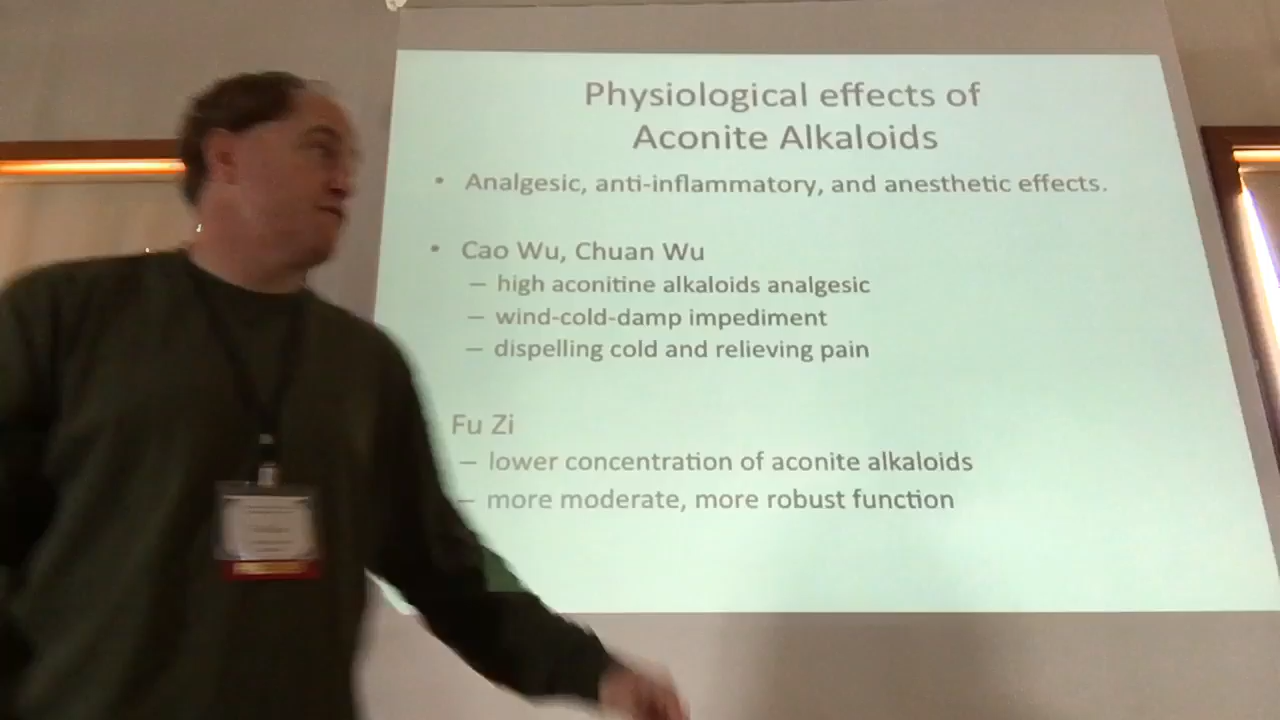 Physiological effects of
Aconite Alkaloids
• Analgesic, anti-inflammatory, and anesthetic effects.
• Cao Wu, Chuan Wu
– high aconitine alkaloids analgesic
– wind-cold-damp impediment
– dispelling cold and relieving pain
Fu Zi
– lower concentration of aconite alkaloids
– more moderate, more robust function